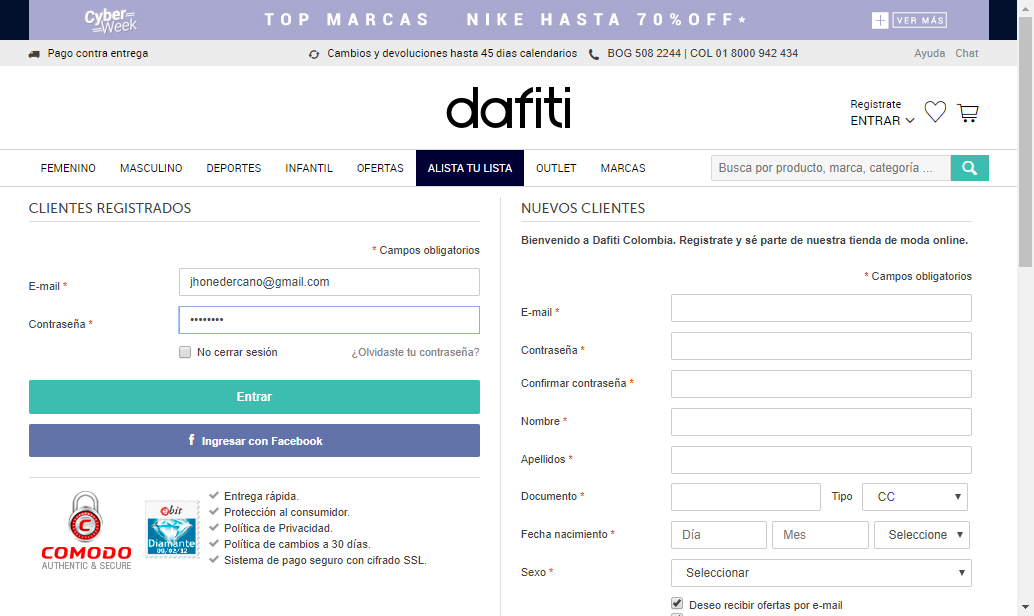 Cyber Week TOP MARCAS NIKE HASTA 70%OFF* + VER MÁS
Pago contra entrega Cambios y devoluciones hasta 45 dias calendarios BOG 508 2244 | COL 01 8000 942 434 Ayuda Chat
dafiti
Registrate
ENTRAR
FEMENINO MASCULINO DEPORTES INFANTIL OFERTAS ALISTA TU LISTA OUTLET MARCAS Busca por producto, marca, categoría ...
CLIENTES REGISTRADOS
* Campos obligatorios
E-mail * jhonedercano@gmail.com
Contraseña * ••••••••
No cerrar sesión ¿Olvidaste tu contraseña?
Entrar
f Ingresar con Facebook
COMODO
AUTHENTIC & SECURE
ebit
Diamante
09/02/12
Entrega rápida.
Protección al consumidor.
Política de Privacidad.
Política de cambios a 30 días.
Sistema de pago seguro con cifrado SSL.
NUEVOS CLIENTES
Bienvenido a Dafiti Colombia. Registrate y sé parte de nuestra tienda de moda online.
* Campos obligatorios
E-mail *
Contraseña *
Confirmar contraseña *
Nombre *
Apellidos *
Documento * Tipo CC
Fecha nacimiento * Día Mes Seleccione
Sexo * Seleccionar
Deseo recibir ofertas por e-mail